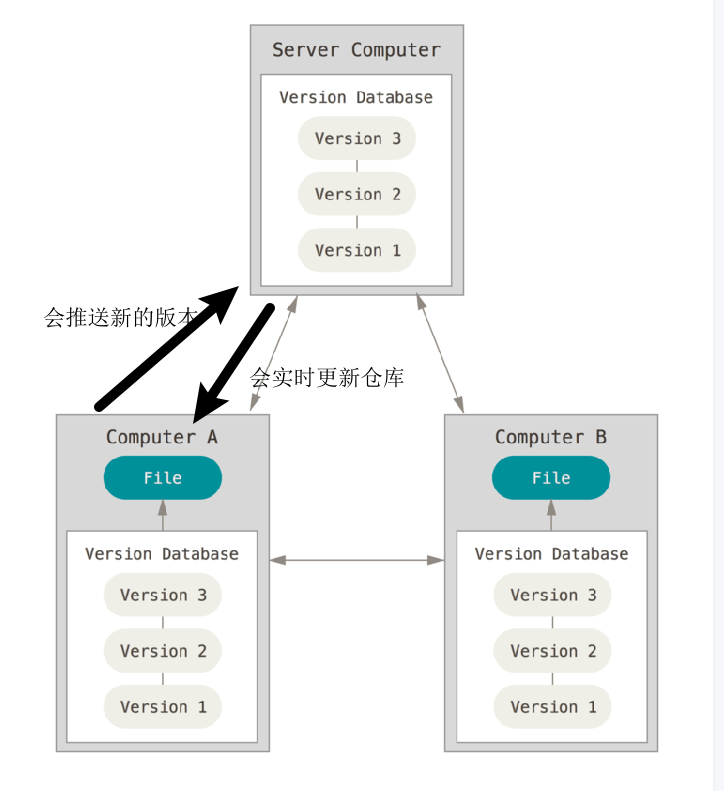 Server Computer
Version Database
Version 3
Version 2
Version 1
会推送新的版本
会实时更新仓库
Computer A
File
Version Database
Version 3
Version 2
Version 1
Computer B
File
Version Database
Version 3
Version 2
Version 1